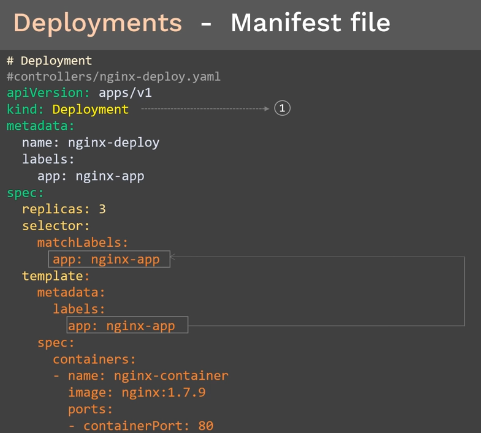 Deployments - Manifest file
# Deployment
#controllers/nginx-deploy.yaml
apiVersion: apps/v1
kind: Deployment 1
metadata:
  name: nginx-deploy
  labels:
    app: nginx-app
spec:
  replicas: 3
  selector:
    matchLabels:
      app: nginx-app
  template:
    metadata:
      labels:
        app: nginx-app
    spec:
      containers:
      - name: nginx-container
        image: nginx:1.7.9
        ports:
        - containerPort: 80